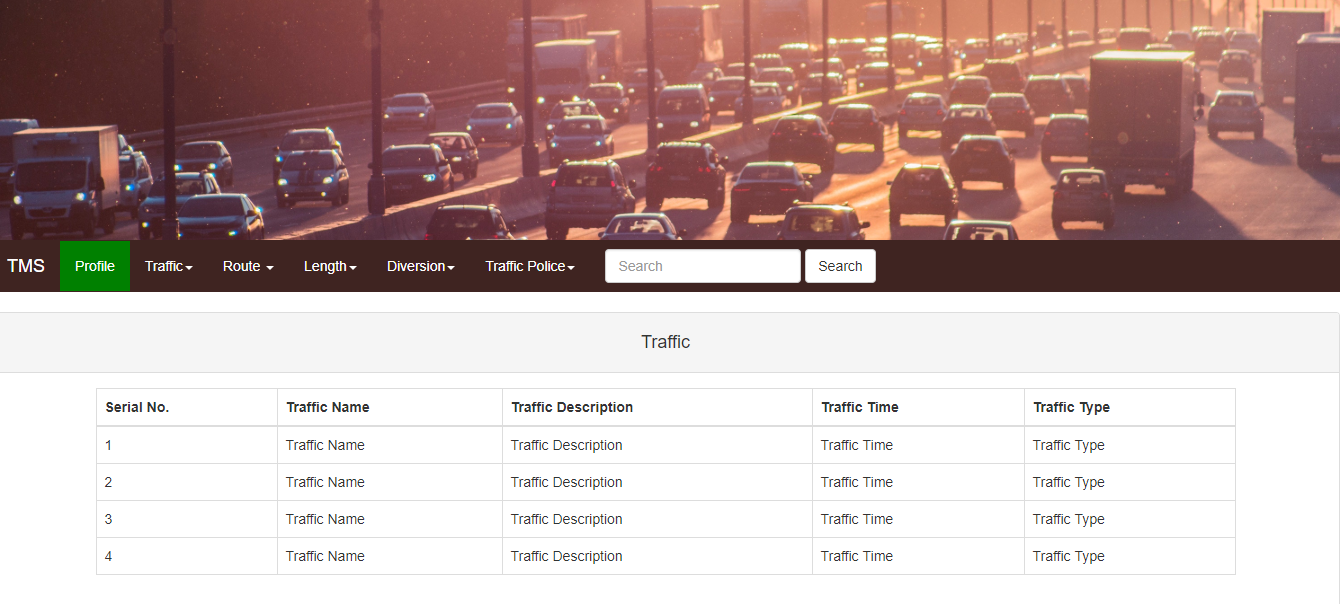 TMS Profile Traffic Route Length Diversion Traffic Police Search Search
Traffic
Serial No. Traffic Name Traffic Description Traffic Time Traffic Type
1 Traffic Name Traffic Description Traffic Time Traffic Type
2 Traffic Name Traffic Description Traffic Time Traffic Type
3 Traffic Name Traffic Description Traffic Time Traffic Type
4 Traffic Name Traffic Description Traffic Time Traffic Type